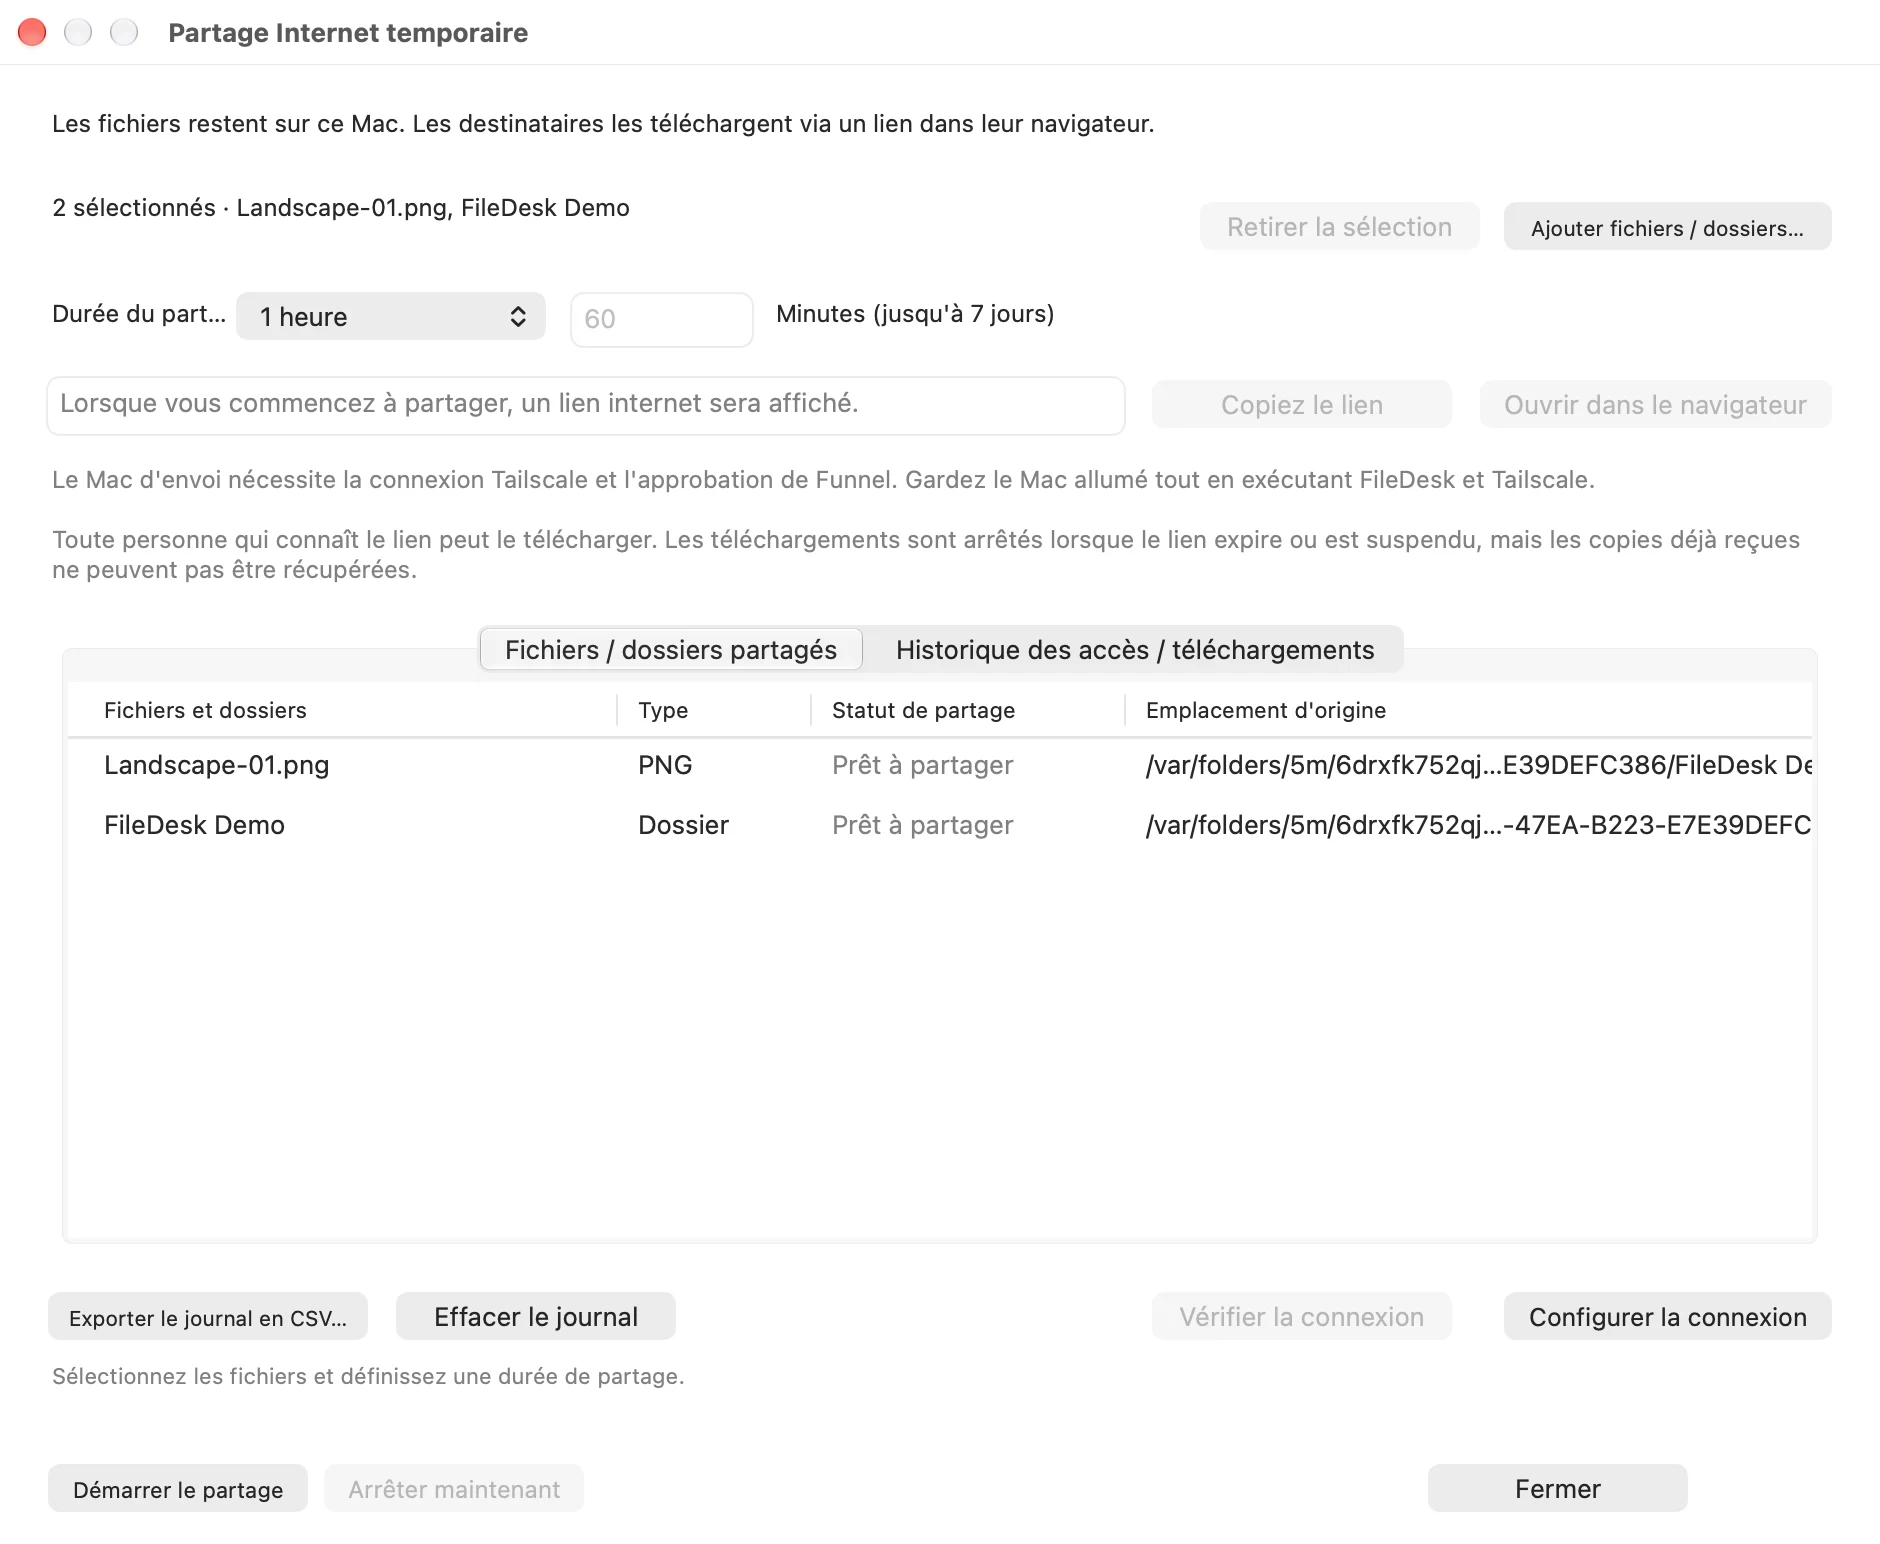 Partage Internet temporaire
Les fichiers restent sur ce Mac. Les destinataires les téléchargent via un lien dans leur navigateur.
2 sélectionnés · Landscape-01.png, FileDesk Demo
Retirer la sélection
Ajouter fichiers / dossiers...
Durée du part...
1 heure
60
Minutes (jusqu'à 7 jours)
Lorsque vous commencez à partager, un lien internet sera affiché.
Copiez le lien
Ouvrir dans le navigateur
Le Mac d'envoi nécessite la connexion Tailscale et l'approbation de Funnel. Gardez le Mac allumé tout en exécutant FileDesk et Tailscale.
Toute personne qui connaît le lien peut le télécharger. Les téléchargements sont arrêtés lorsque le lien expire ou est suspendu, mais les copies déjà reçues
ne peuvent pas être récupérées.
Fichiers / dossiers partagés
Historique des accès / téléchargements
Fichiers et dossiers Type Statut de partage Emplacement d'origine
Landscape-01.png PNG Prêt à partager /var/folders/5m/6drxfk752qj...E39DEFC386/FileDesk De
FileDesk Demo Dossier Prêt à partager /var/folders/5m/6drxfk752qj...-47EA-B223-E7E39DEFC
Exporter le journal en CSV...
Effacer le journal
Vérifier la connexion
Configurer la connexion
Sélectionnez les fichiers et définissez une durée de partage.
Démarrer le partage
Arrêter maintenant
Fermer